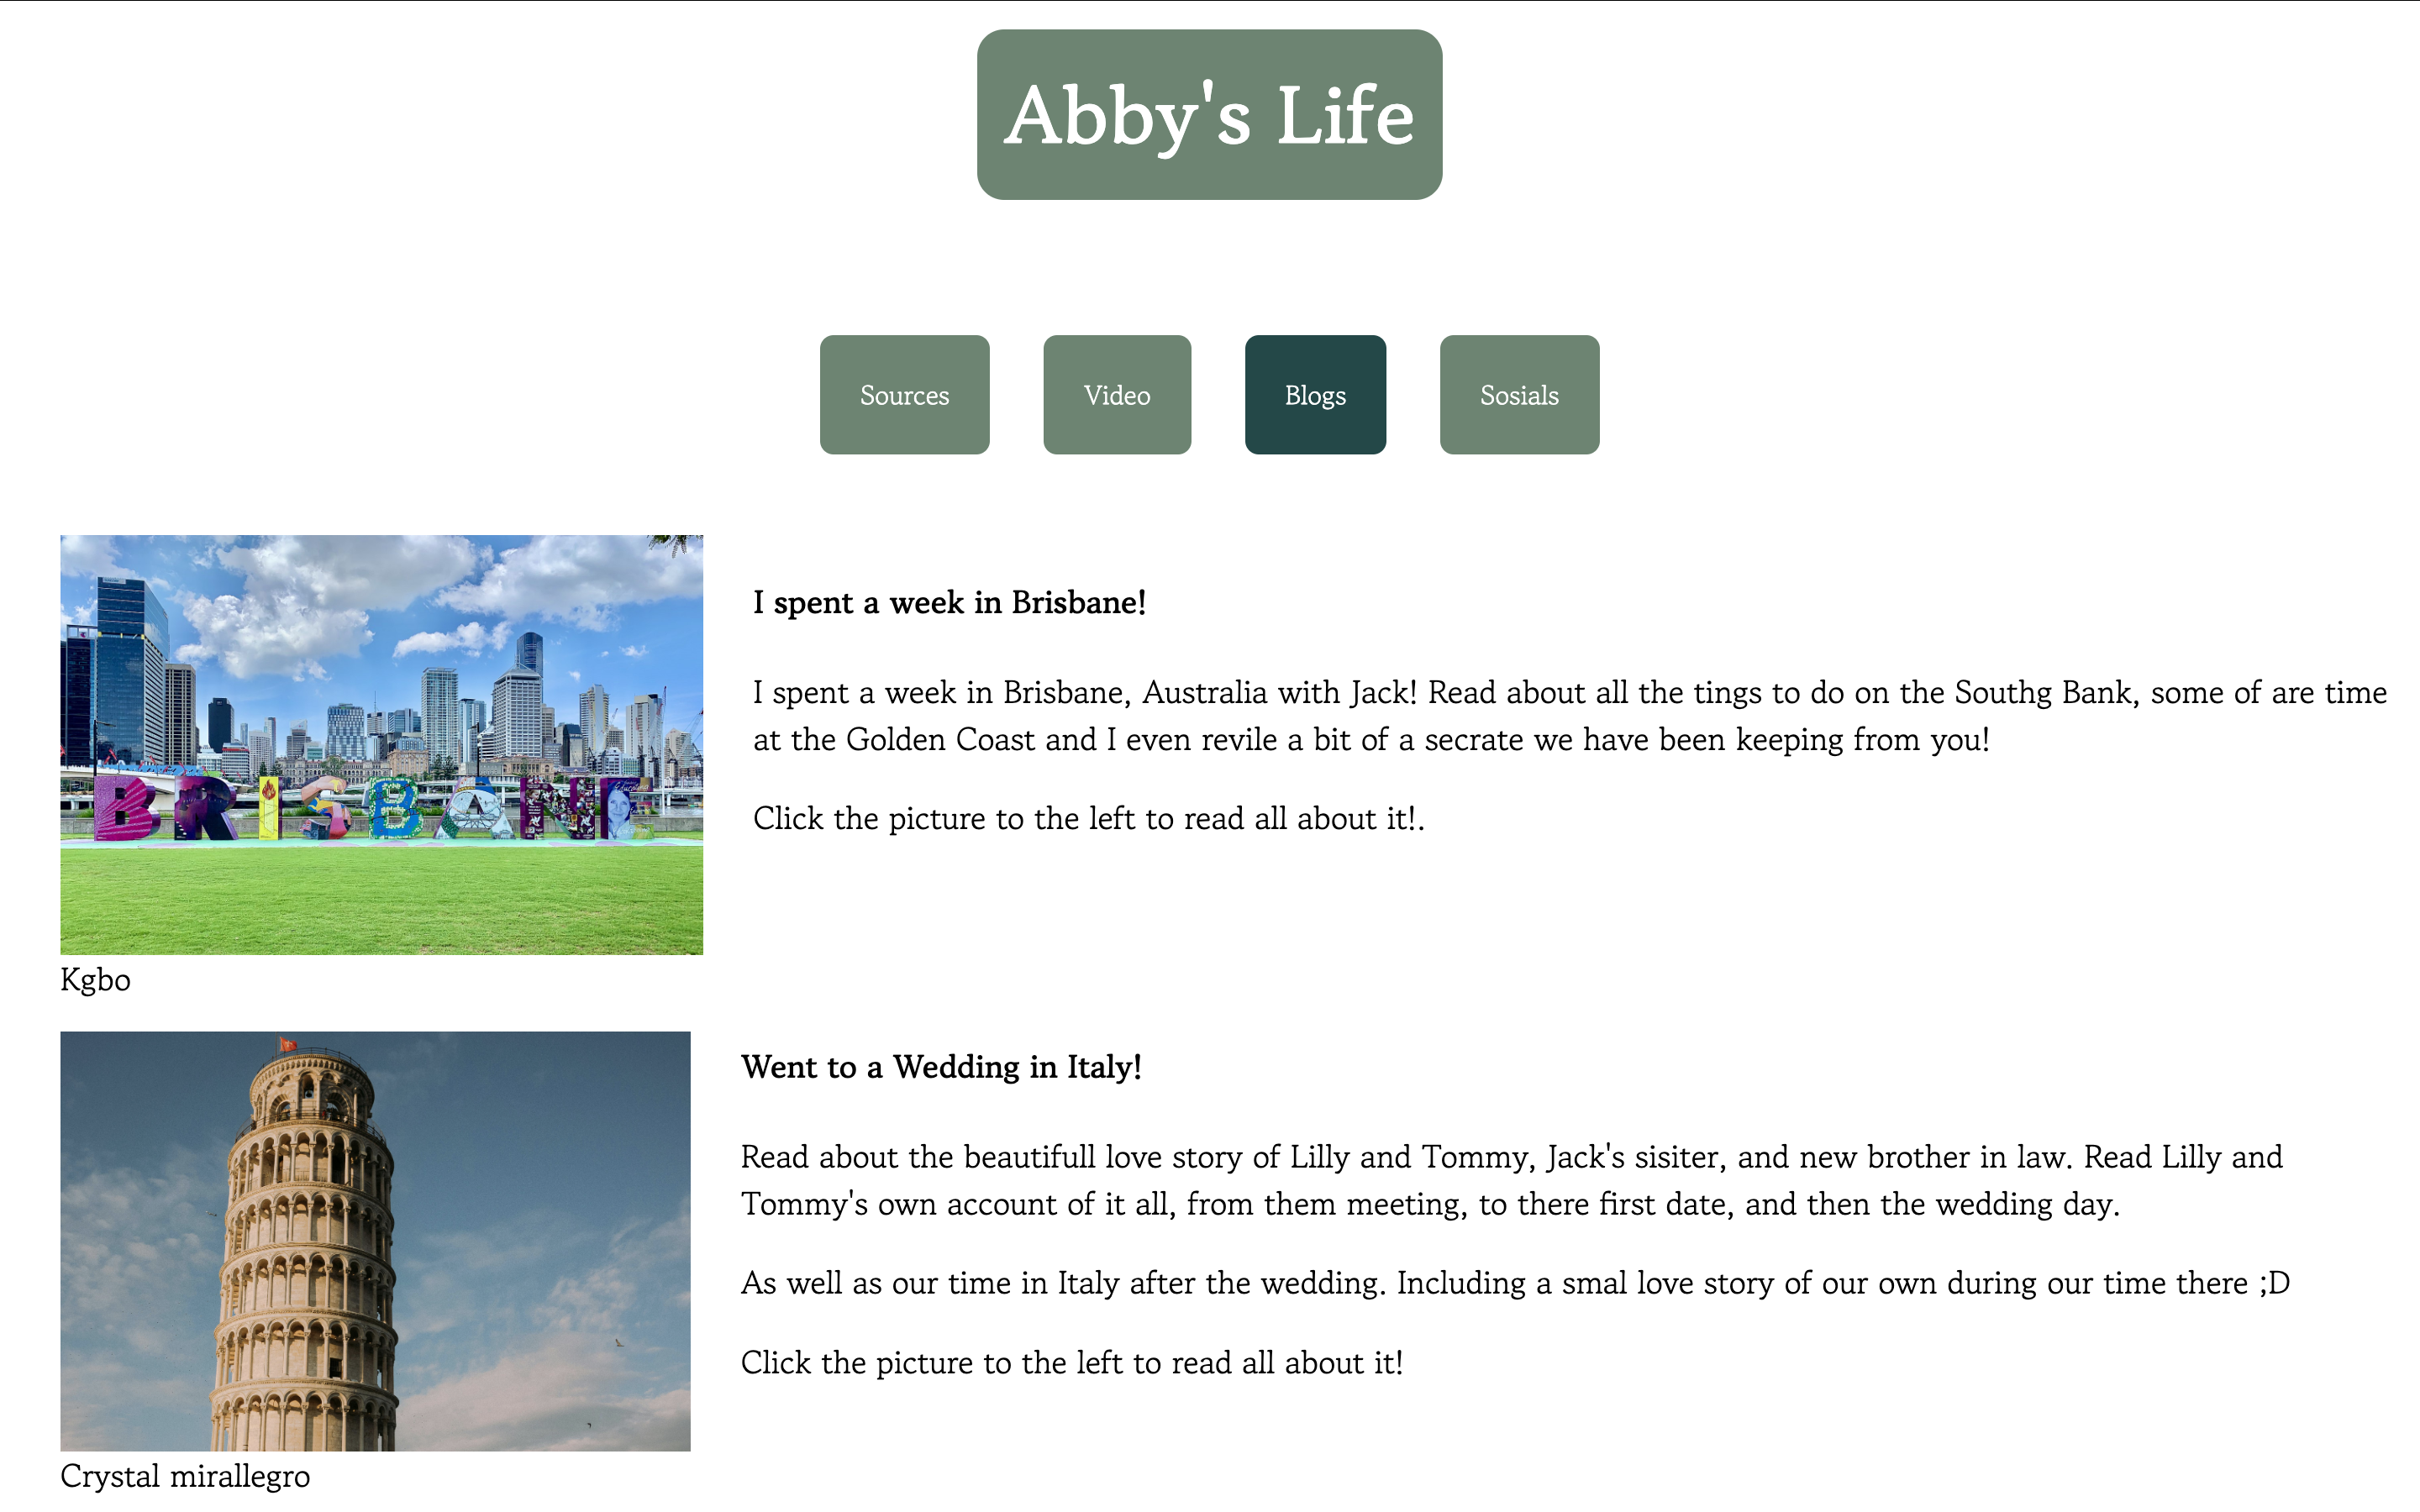 Abby's Life
Sources
Video
Blogs
Sosials
BRISBANE
I spent a week in Brisbane!
I spent a week in Brisbane, Australia with Jack! Read about all the tings to do on the Southg Bank, some of are time
at the Golden Coast and I even revile a bit of a secrate we have been keeping from you!
Click the picture to the left to read all about it!.
Kgbo
Went to a Wedding in Italy!
Read about the beautifull love story of Lilly and Tommy, Jack's sisiter, and new brother in law. Read Lilly and
Tommy's own account of it all, from them meeting, to there first date, and then the wedding day.
As well as our time in Italy after the wedding. Including a smal love story of our own during our time there ;D
Click the picture to the left to read all about it!
Crystal mirallegro